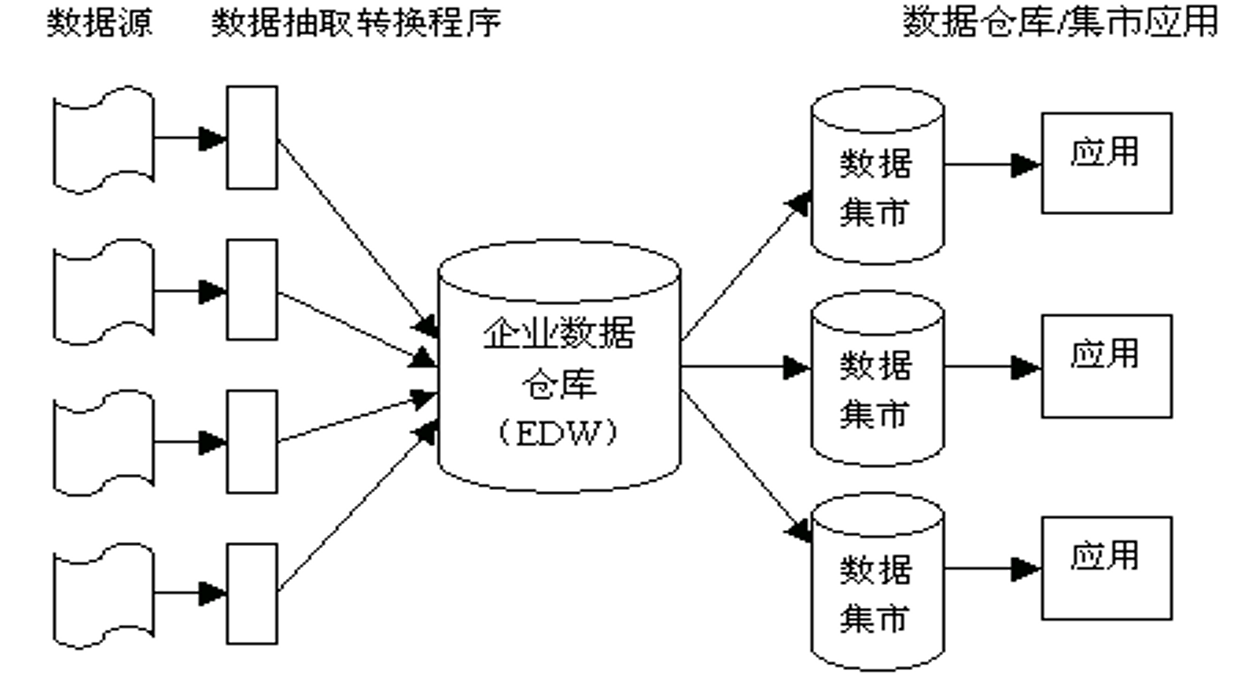 数据源
数据抽取转换程序
数据仓库/集市应用
企业数据
仓库
（EDW）
数据
集市
应用
数据
集市
应用
数据
集市
应用